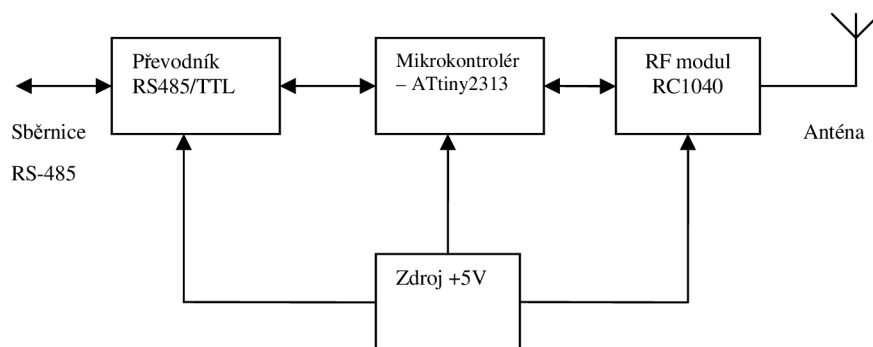 Převodník
RS485/TTL
Mikrokontrolér
– ATtiny2313
RF modul
RC1040
Sběrnice
RS-485
Anténa
Zdroj +5V